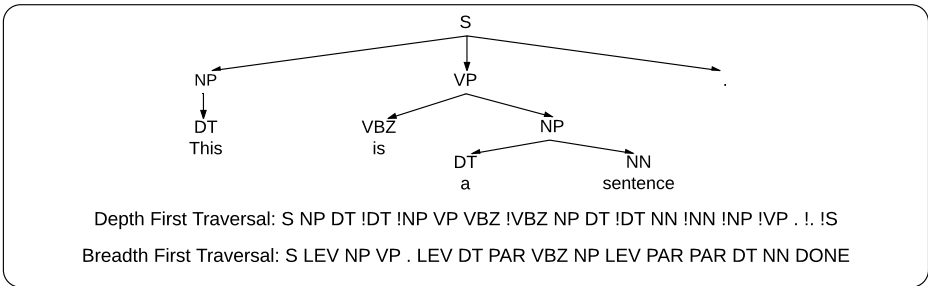 S
NP VP .
DT VBZ NP
This is
DT NN
a sentence
Depth First Traversal: S NP DT !DT !NP VP VBZ !VBZ NP DT !DT NN !NN !NP !VP . !. !S
Breadth First Traversal: S LEV NP VP . LEV DT PAR VBZ NP LEV PAR PAR DT NN DONE